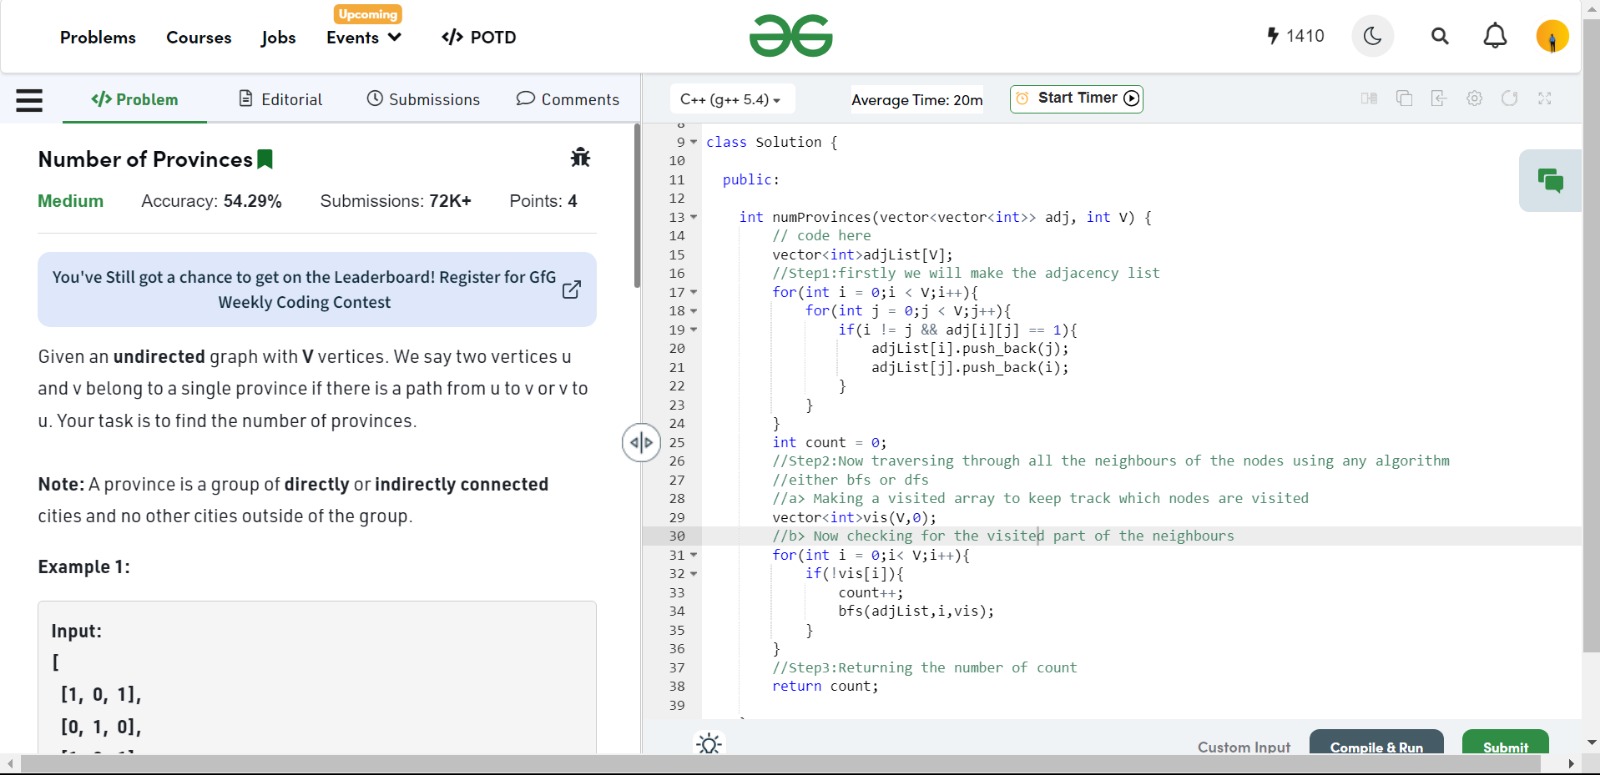 Upcoming
Problems Courses Jobs Events </> POTD
1410
</> Problem Editorial Submissions Comments
C++ (g++ 5.4) Average Time: 20m Start Timer
Number of Provinces
Medium Accuracy: 54.29% Submissions: 72K+ Points: 4
You've Still got a chance to get on the Leaderboard! Register for GfG
Weekly Coding Contest
Given an undirected graph with V vertices. We say two vertices u
and v belong to a single province if there is a path from u to v or v to
u. Your task is to find the number of provinces.
Note: A province is a group of directly or indirectly connected
cities and no other cities outside of the group.
Example 1:
Input:
[
[1, 0, 1],
[0, 1, 0],
9 class Solution {
10
11 public:
12
13 int numProvinces(vector<vector<int>> adj, int V) {
14 // code here
15 vector<int>adjList[V];
16 //Step1:firstly we will make the adjacency list
17 for(int i = 0;i < V;i++){
18 for(int j = 0;j < V;j++){
19 if(i != j && adj[i][j] == 1){
20 adjList[i].push_back(j);
21 adjList[j].push_back(i);
22 }
23 }
24 }
25 int count = 0;
26 //Step2:Now traversing through all the neighbours of the nodes using any algorithm
27 //either bfs or dfs
28 //a> Making a visited array to keep track which nodes are visited
29 vector<int>vis(V,0);
30 //b> Now checking for the visited part of the neighbours
31 for(int i = 0;i< V;i++){
32 if(!vis[i]){
33 count++;
34 bfs(adjList,i,vis);
35 }
36 }
37 //Step3:Returning the number of count
38 return count;
39
Custom Input Compile & Run Submit